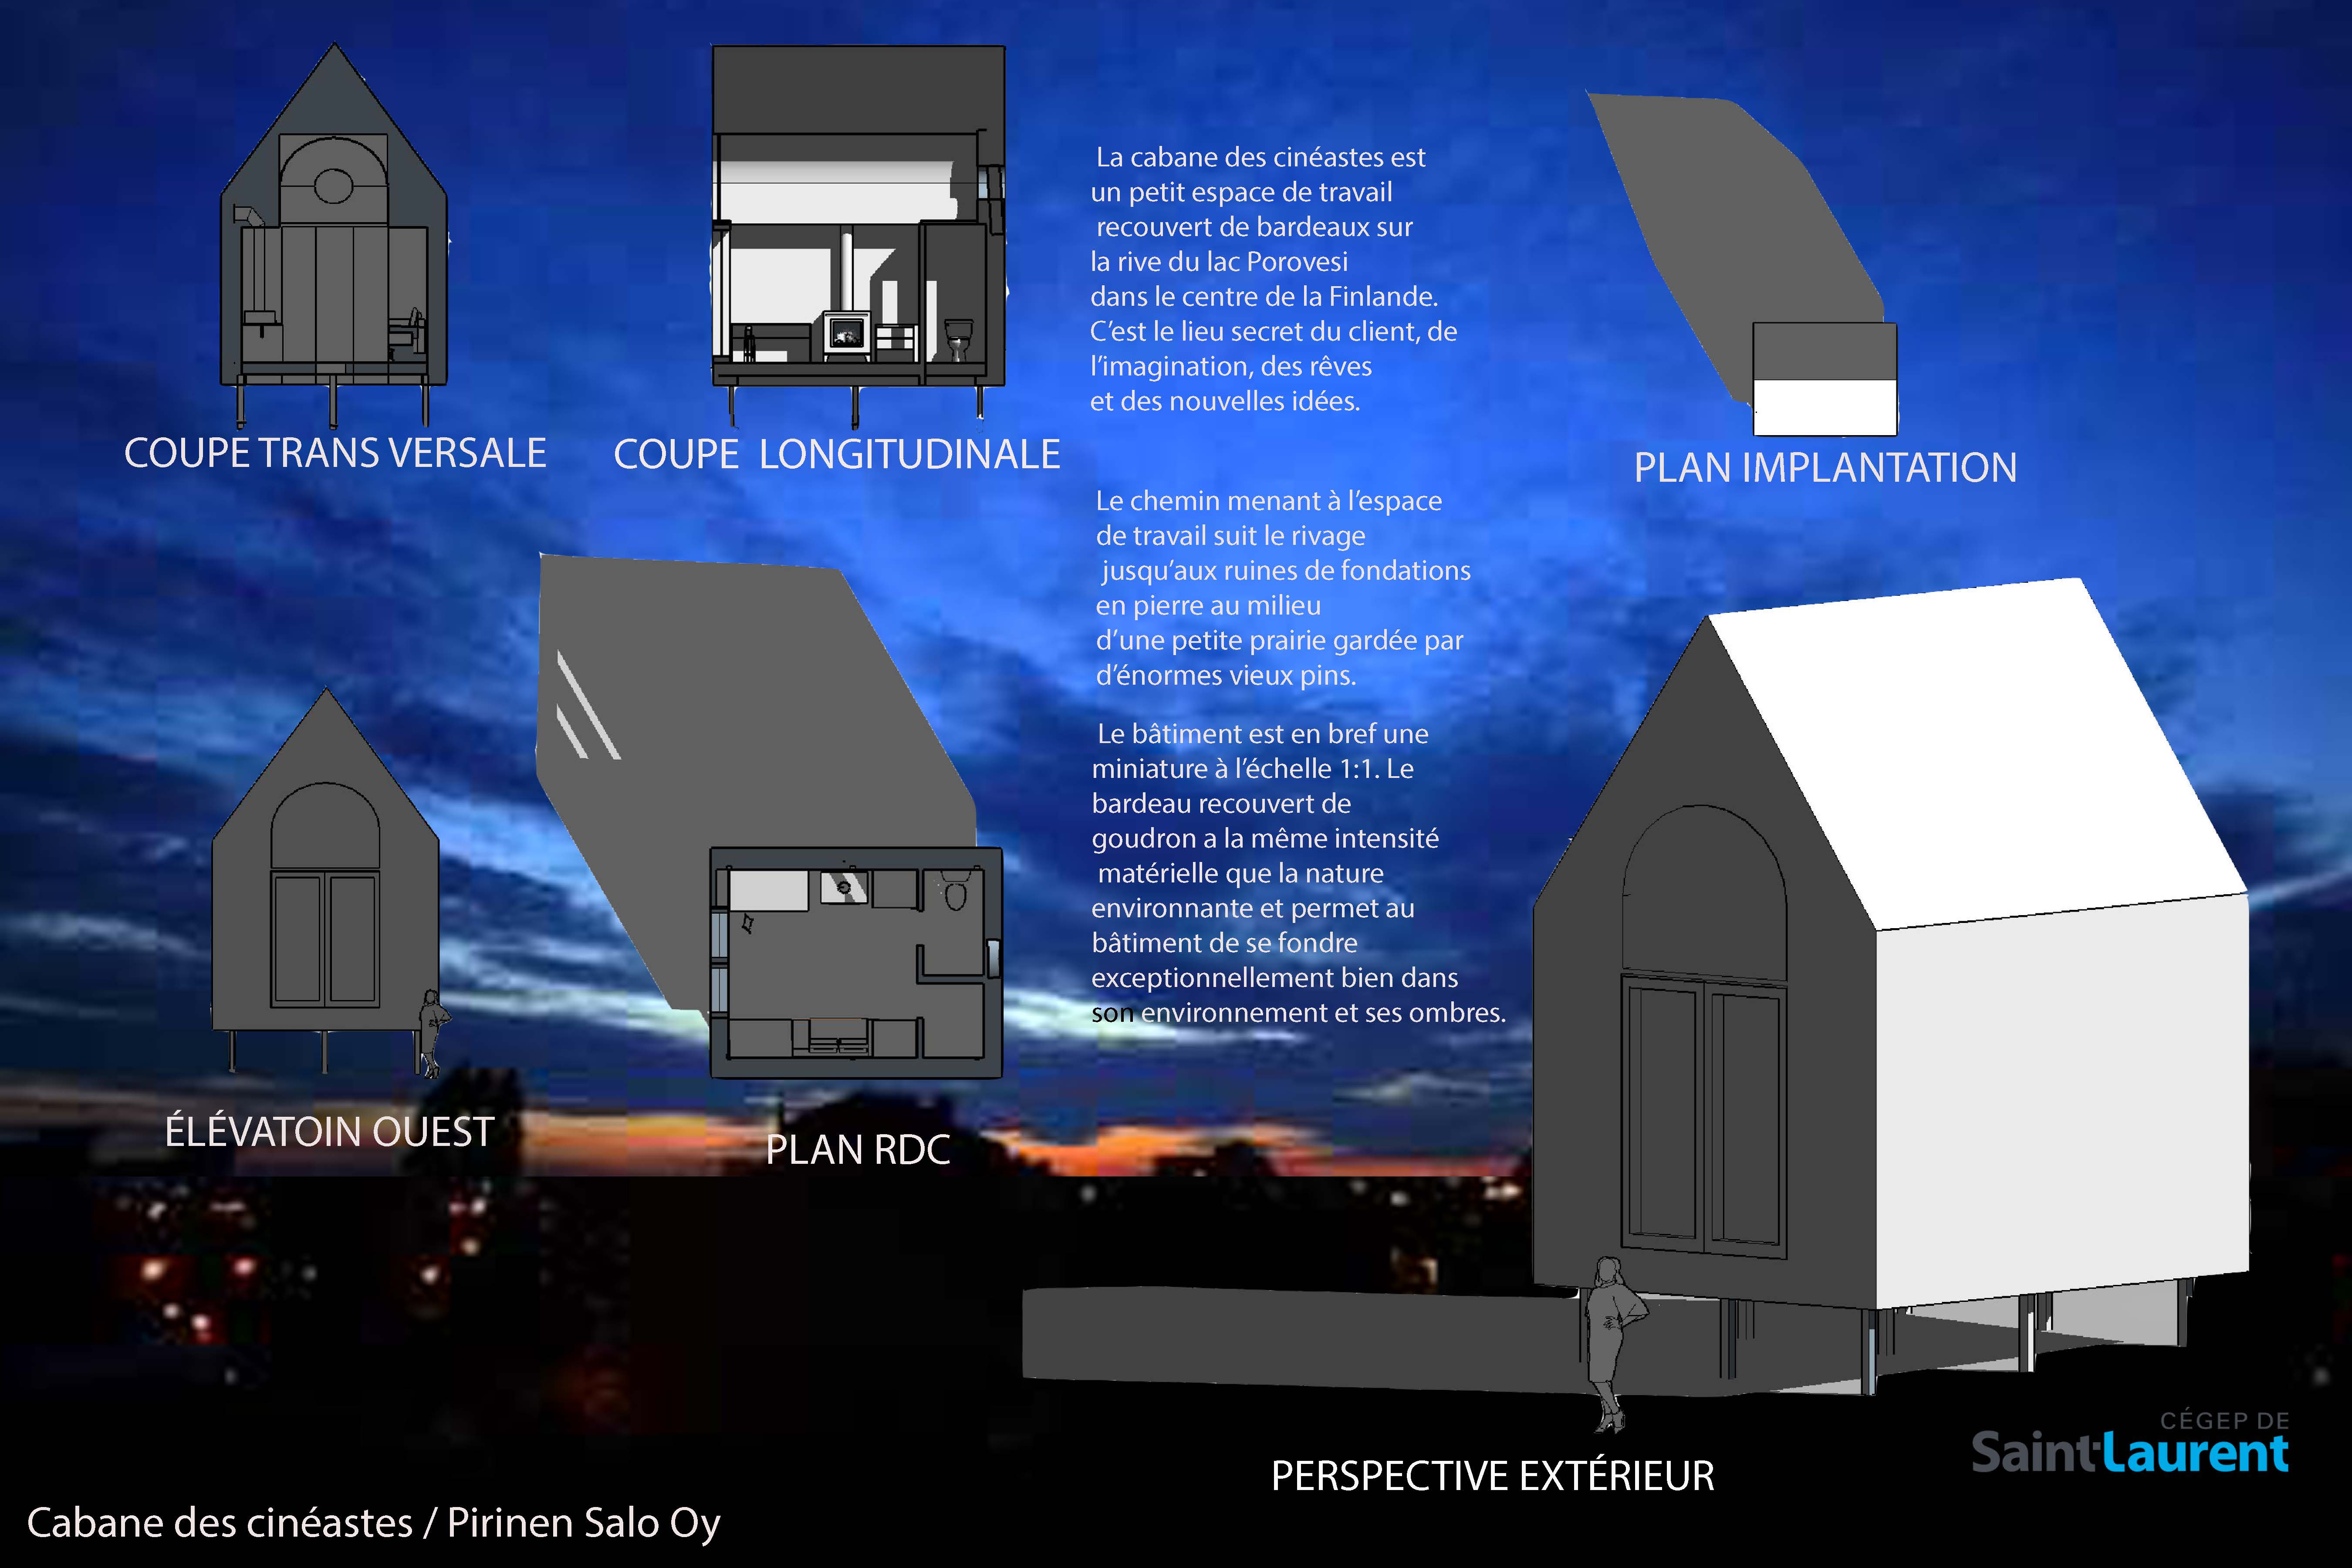 COUPE TRANS VERSALE
COUPE LONGITUDINALE
La cabane des cinéastes est
un petit espace de travail
recouvert de bardeaux sur
la rive du lac Porovesi
dans le centre de la Finlande.
C'est le lieu secret du client, de
l'imagination, des rêves
et des nouvelles idées.
PLAN IMPLANTATION
Le chemin menant à l'espace
de travail suit le rivage
jusqu'aux ruines de fondations
en pierre au milieu
d'une petite prairie gardée par
d'énormes vieux pins.
Le bâtiment est en bref une
miniature à l'échelle 1:1. Le
bardeau recouvert de
goudron a la même intensité
matérielle que la nature
environnante et permet au
bâtiment de se fondre
exceptionnellement bien dans
son environnement et ses ombres.
ÉLÉVATOIN OUEST
PLAN RDC
PERSPECTIVE EXTÉRIEUR
CÉGEP DE
Saint-Laurent
Cabane des cinéastes / Pirinen Salo Oy